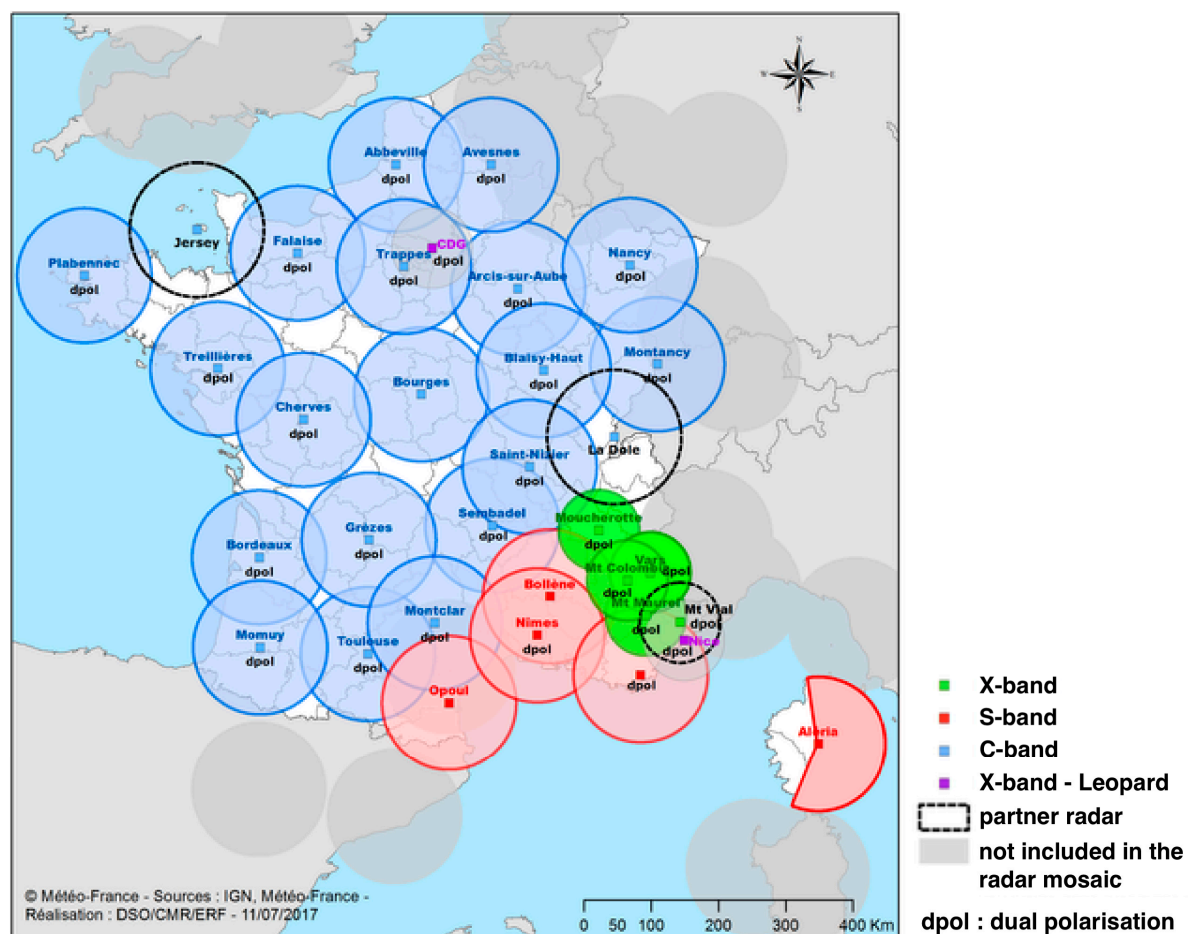 N
W
E
S
Abbeville
dpol
Avesnes
dpol
Jersey
Falaise
dpol
CDG
dpol
Trappes
dpol
Nancy
dpol
Plabennec
dpol
Arcis-sur-Aube
dpol
Treillières
dpol
Blaisy-Haut
dpol
Montancy
dpol
Bourges
Cherves
dpol
La Dole
Saint-Nizier
dpol
Sembadel
dpol
Moucherotte
dpol
Grèzes
dpol
Bordeaux
dpol
Vars
dpol
Mt Colombis
dpol
Bollène
Mt Maurel
dpol
Mt Vial
dpol
Montclar
dpol
Nîmes
dpol
Nice
dpol
Momuy
dpol
Toulouse
dpol
dpol
Opoul
Aléria
X-band
S-band
C-band
X-band - Leopard
partner radar
not included in the
radar mosaic
dpol : dual polarisation
© Météo-France - Sources : IGN, Météo-France -
Réalisation : DSO/CMR/ERF - 11/07/2017
0 50 100 200 300 400 Km